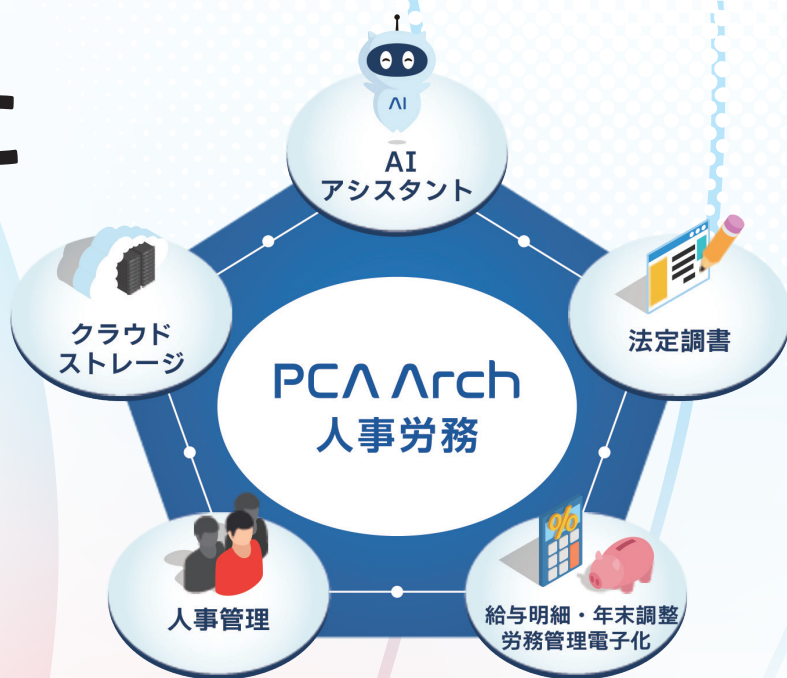 AI
AI
アシスタント
クラウド
ストレージ
法定調書
PCA Arch
人事労務
%
人事管理
給与明細・年末調整
労務管理電子化